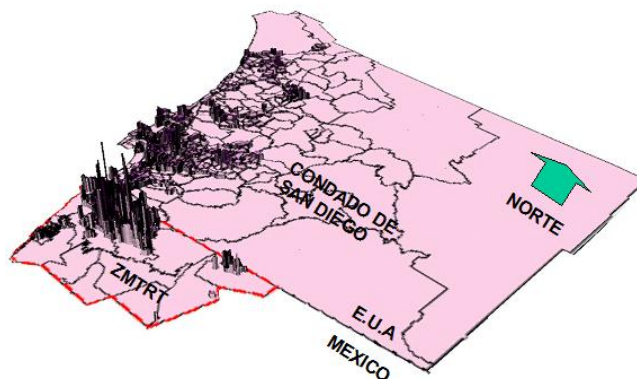 CONDADO DE
SAN DIEGO
NORTE
ZMTRT
E.U.A
MEXICO